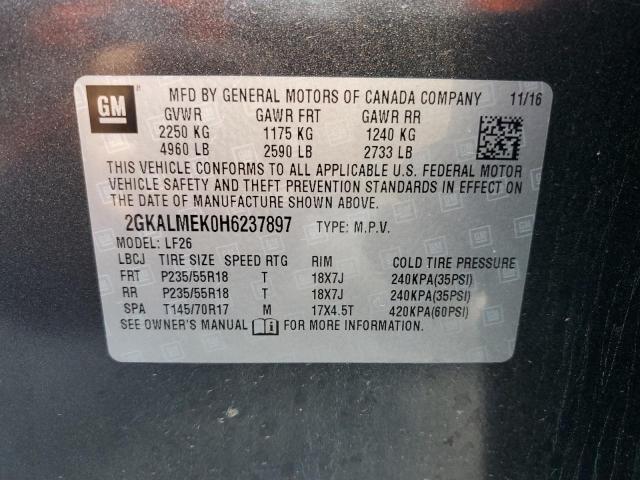 GM
MFD BY GENERAL MOTORS OF CANADA COMPANY 11/16
GVWR GAWR FRT GAWR RR
2250 KG 1175 KG 1240 KG
4960 LB 2590 LB 2733 LB
THIS VEHICLE CONFORMS TO ALL APPLICABLE U.S. FEDERAL MOTOR
VEHICLE SAFETY AND THEFT PREVENTION STANDARDS IN EFFECT ON
THE DATE OF MANUFACTURE SHOWN ABOVE.
2GKALMEK0H6237897 TYPE: M.P.V.
MODEL: LF26
LBCJ TIRE SIZE SPEED RTG RIM COLD TIRE PRESSURE
FRT P235/55R18 T 18X7J 240KPA(35PSI)
RR P235/55R18 T 18X7J 240KPA(35PSI)
SPA T145/70R17 M 17X4.5T 420KPA(60PSI)
SEE OWNER'S MANUAL FOR MORE INFORMATION.